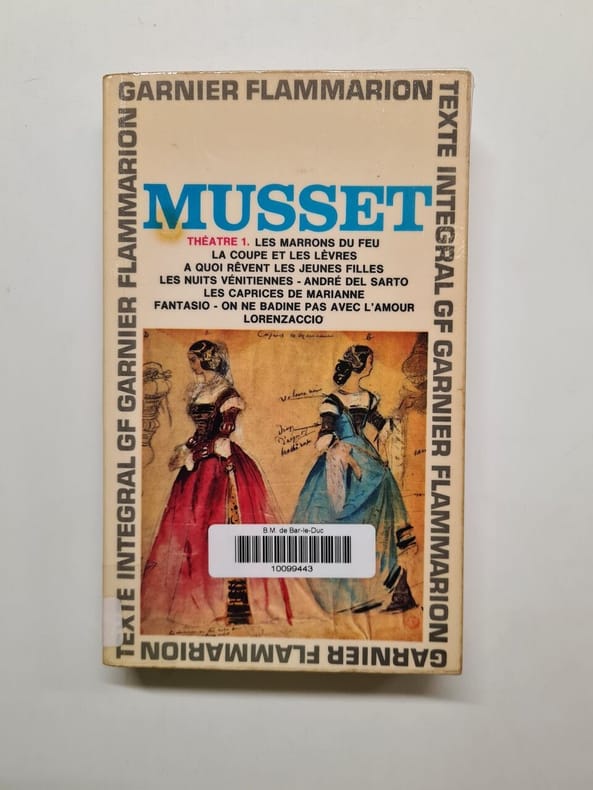 GARNIER FLAMMARION
TEXTE INTEGRAL GF GARNIER FLAMMARION
MUSSET
THÉATRE 1. LES MARRONS DU FEU
LA COUPE ET LES LÈVRES
A QUOI RÊVENT LES JEUNES FILLES
LES NUITS VÉNITIENNES - ANDRÉ DEL SARTO
LES CAPRICES DE MARIANNE
FANTASIO - ON NE BADINE PAS AVEC L'AMOUR
LORENZACCIO
B.M. de Bar-le-Duc
10099443
TEXTE INTEGRAL GF GARNIER FLAMMARION
GARNIER FLAMMARION